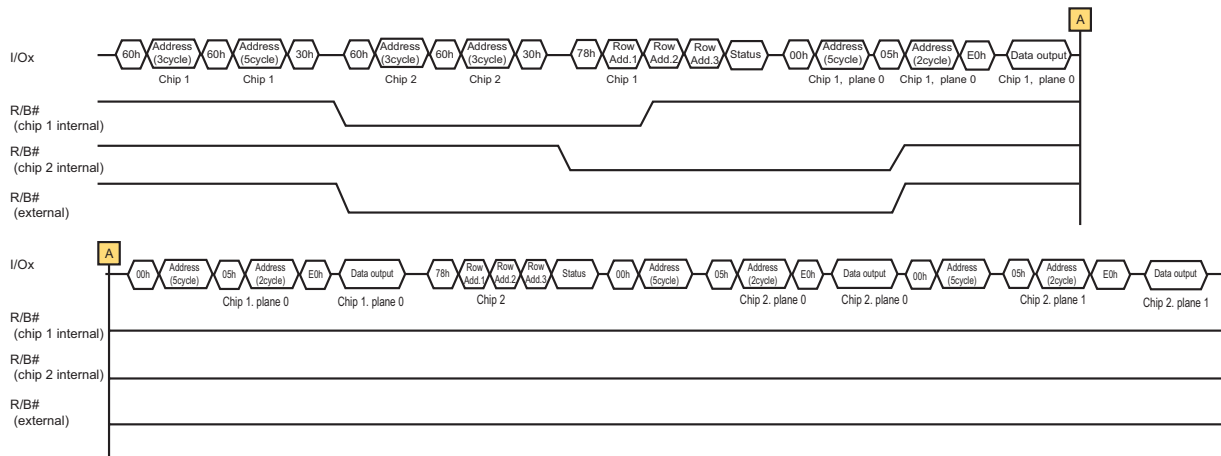 A
I/Ox
60h
Address
(3cycle)
60h
Address
(5cycle)
30h
60h
Address
(3cycle)
60h
Address
(3cycle)
30h
78h
Row
Add.1
Row
Add.2
Row
Add.3
Status
00h
Address
(5cycle)
05h
Address
(2cycle)
E0h
Data output
Chip 1
Chip 1
Chip 2
Chip 2
Chip 1
Chip 1, plane 0
Chip 1, plane 0
Chip 1, plane 0
R/B#
(chip 1 internal)
R/B#
(chip 2 internal)
R/B#
(external)
A
I/Ox
00h
Address
(5cycle)
05h
Address
(2cycle)
E0h
Data output
78h
Row
Add.1
Row
Add.2
Row
Add.3
Status
00h
Address
(5cycle)
05h
Address
(2cycle)
E0h
Data output
00h
Address
(5cycle)
05h
Address
(2cycle)
E0h
Data output
Chip 1. plane 0
Chip 1. plane 0
Chip 2
Chip 2. plane 0
Chip 2. plane 0
Chip 2. plane 1
Chip 2. plane 1
R/B#
(chip 1 internal)
R/B#
(chip 2 internal)
R/B#
(external)